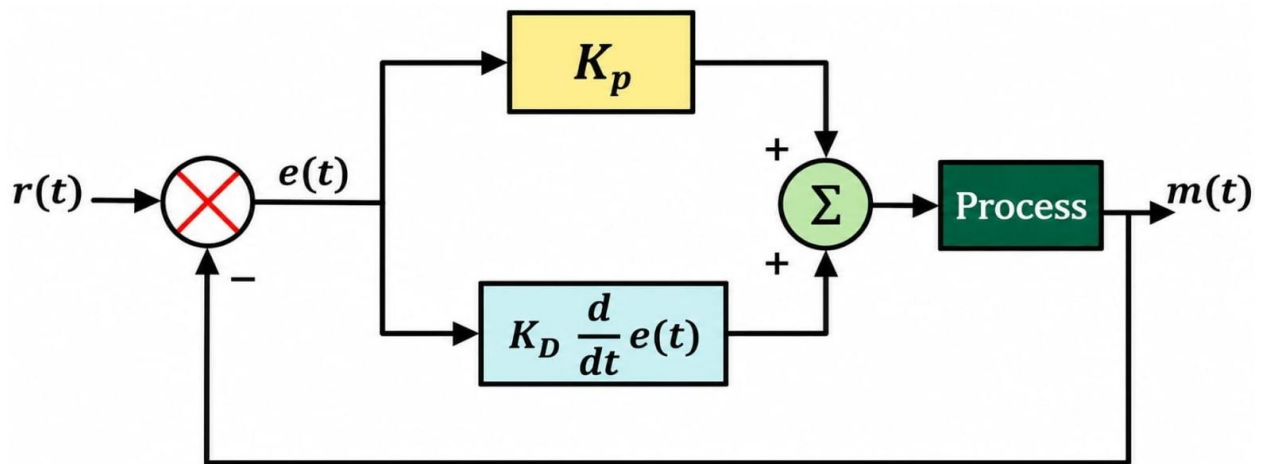 K_p
r(t)
e(t)
+
Σ
Process
m(t)
−
+
K_D d/dt e(t)